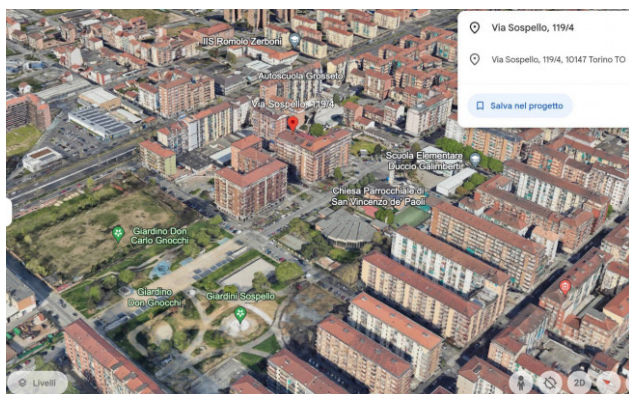 Via Sospello, 119/4
Via Sospello, 119/4, 10147 Torino TO
Salva nel progetto
IIS Romolo Zerboni
Autoscuola Grosseto
Via Sospello, 119/4
Scuola Elementare
Duccio Galimberti
Chiesa Parrocchiale di
San Vincenzo de' Paoli
Giardino Don
Carlo Gnocchi
Giardino
Don Gnocchi
Giardini Sospello
Livelli
2D